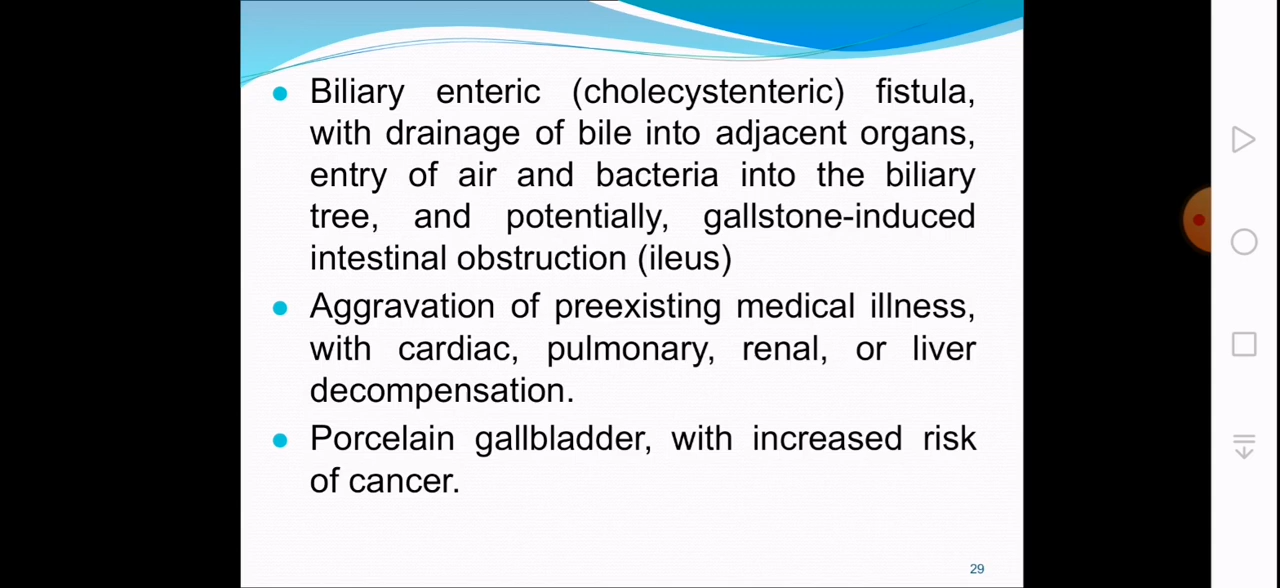 Biliary enteric (cholecystenteric) fistula,
with drainage of bile into adjacent organs,
entry of air and bacteria into the biliary
tree, and potentially, gallstone-induced
intestinal obstruction (ileus)
Aggravation of preexisting medical illness,
with cardiac, pulmonary, renal, or liver
decompensation.
Porcelain gallbladder, with increased risk
of cancer.
29